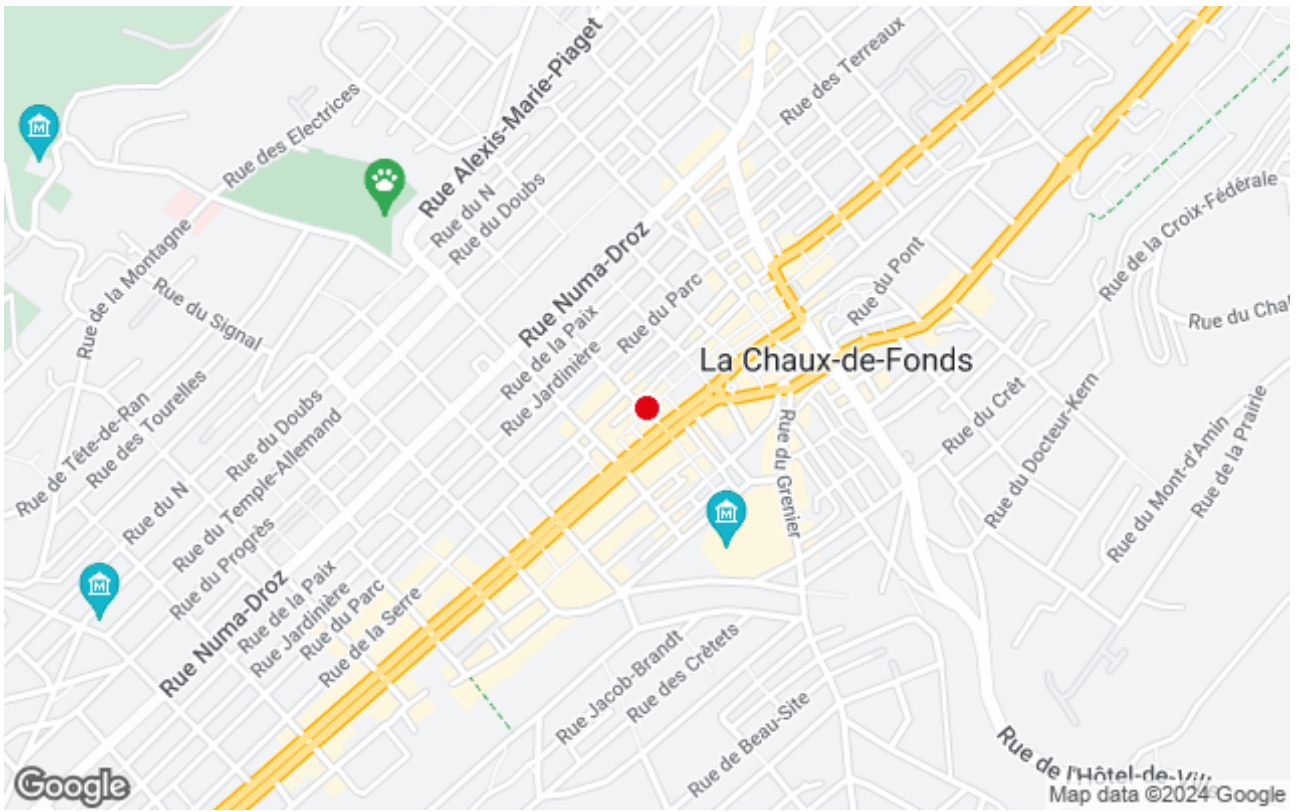 Rue des Terreaux
Rue Alexis-Marie-Piaget
Rue des Electrices
Rue du N
Rue du Doubs
Rue de la Croix-Fédérale
Rue de la Montagne
Rue Numa-Droz
Rue du Parc
Rue du Pont
Rue du Signal
Rue de la Paix
Rue Jardinière
Rue du Chat
La Chaux-de-Fonds
Rue de Tête-de-Ran
Rue des Tourelles
Rue du Doubs
Rue du Crêt
Rue du Docteur-Kern
Rue du Mont-d'Amin
Rue de la Prairie
Rue du Temple-Allemand
Rue du Grenier
Rue du N
Rue du Progrès
Rue Numa-Droz
Rue de la Paix
Rue Jardinière
Rue du Parc
Rue de la Serre
Rue Jacob-Brandt
Rue des Crêtets
Rue de Beau-Site
Rue de l'Hôtel-de-Vill
Google
Map data ©2024 Google